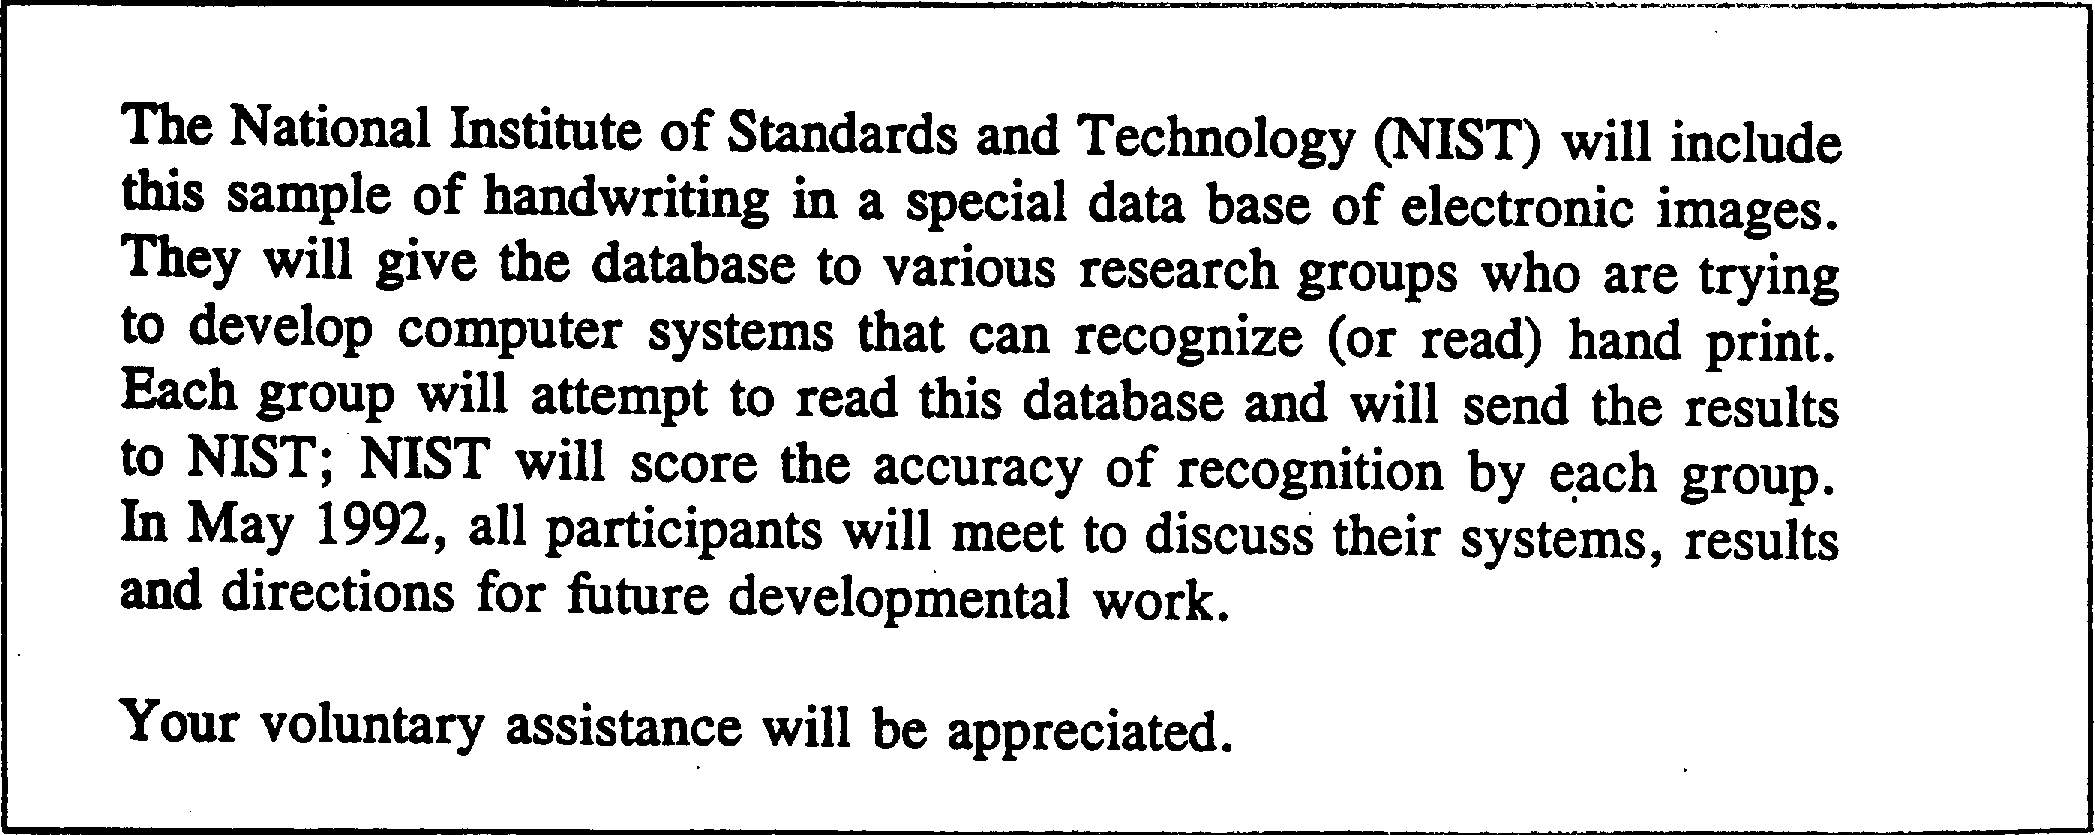 The National Institute of Standards and Technology (NIST) will include
this sample of handwriting in a special data base of electronic images.
They will give the database to various research groups who are trying
to develop computer systems that can recognize (or read) hand print.
Each group will attempt to read this database and will send the results
to NIST; NIST will score the accuracy of recognition by each group.
In May 1992, all participants will meet to discuss their systems, results
and directions for future developmental work.
Your voluntary assistance will be appreciated.